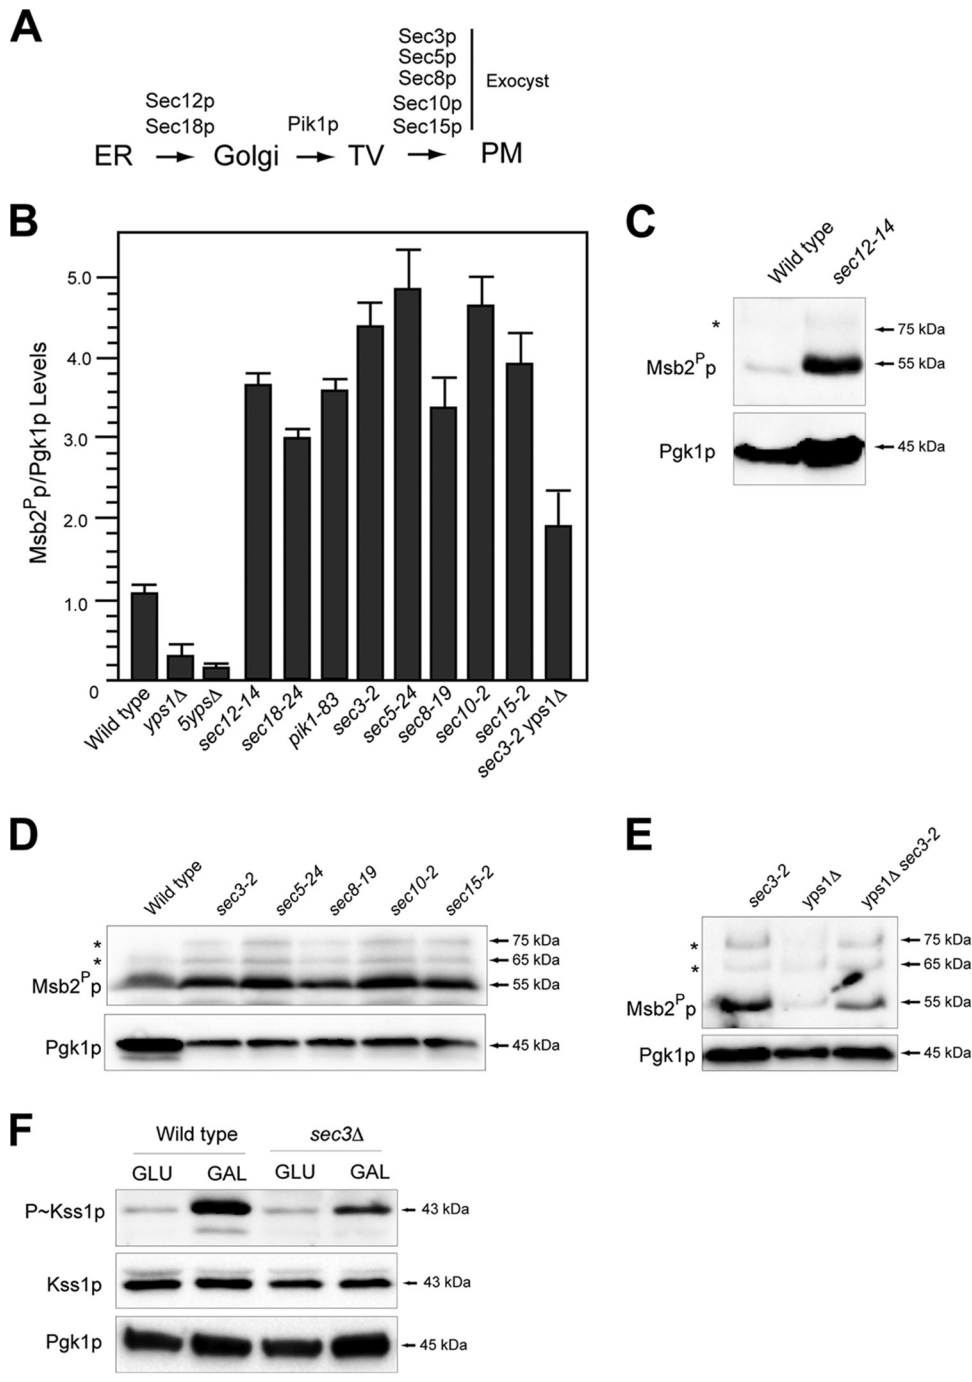 A
Sec3p
Sec5p
Sec8p
Sec10p
Sec15p
Exocyst
Sec12p
Sec18p
Pik1p
ER → Golgi → TV → PM
B
Msb2ᴾp/Pgk1p Levels
5.0
4.0
3.0
2.0
1.0
0
Wild type
yps1Δ
5ypsΔ
sec12-14
sec18-24
pik1-83
sec3-2
sec5-24
sec8-19
sec10-2
sec15-2
sec3-2 yps1Δ
C
Wild type
sec12-14
*
75 kDa
Msb2ᴾp
55 kDa
Pgk1p
45 kDa
D
Wild type
sec3-2
sec5-24
sec8-19
sec10-2
sec15-2
*
75 kDa
*
65 kDa
Msb2ᴾp
55 kDa
Pgk1p
45 kDa
E
sec3-2
yps1Δ
yps1Δ sec3-2
*
75 kDa
*
65 kDa
Msb2ᴾp
55 kDa
Pgk1p
45 kDa
F
Wild type sec3Δ
GLU GAL GLU GAL
P~Kss1p
43 kDa
Kss1p
43 kDa
Pgk1p
45 kDa